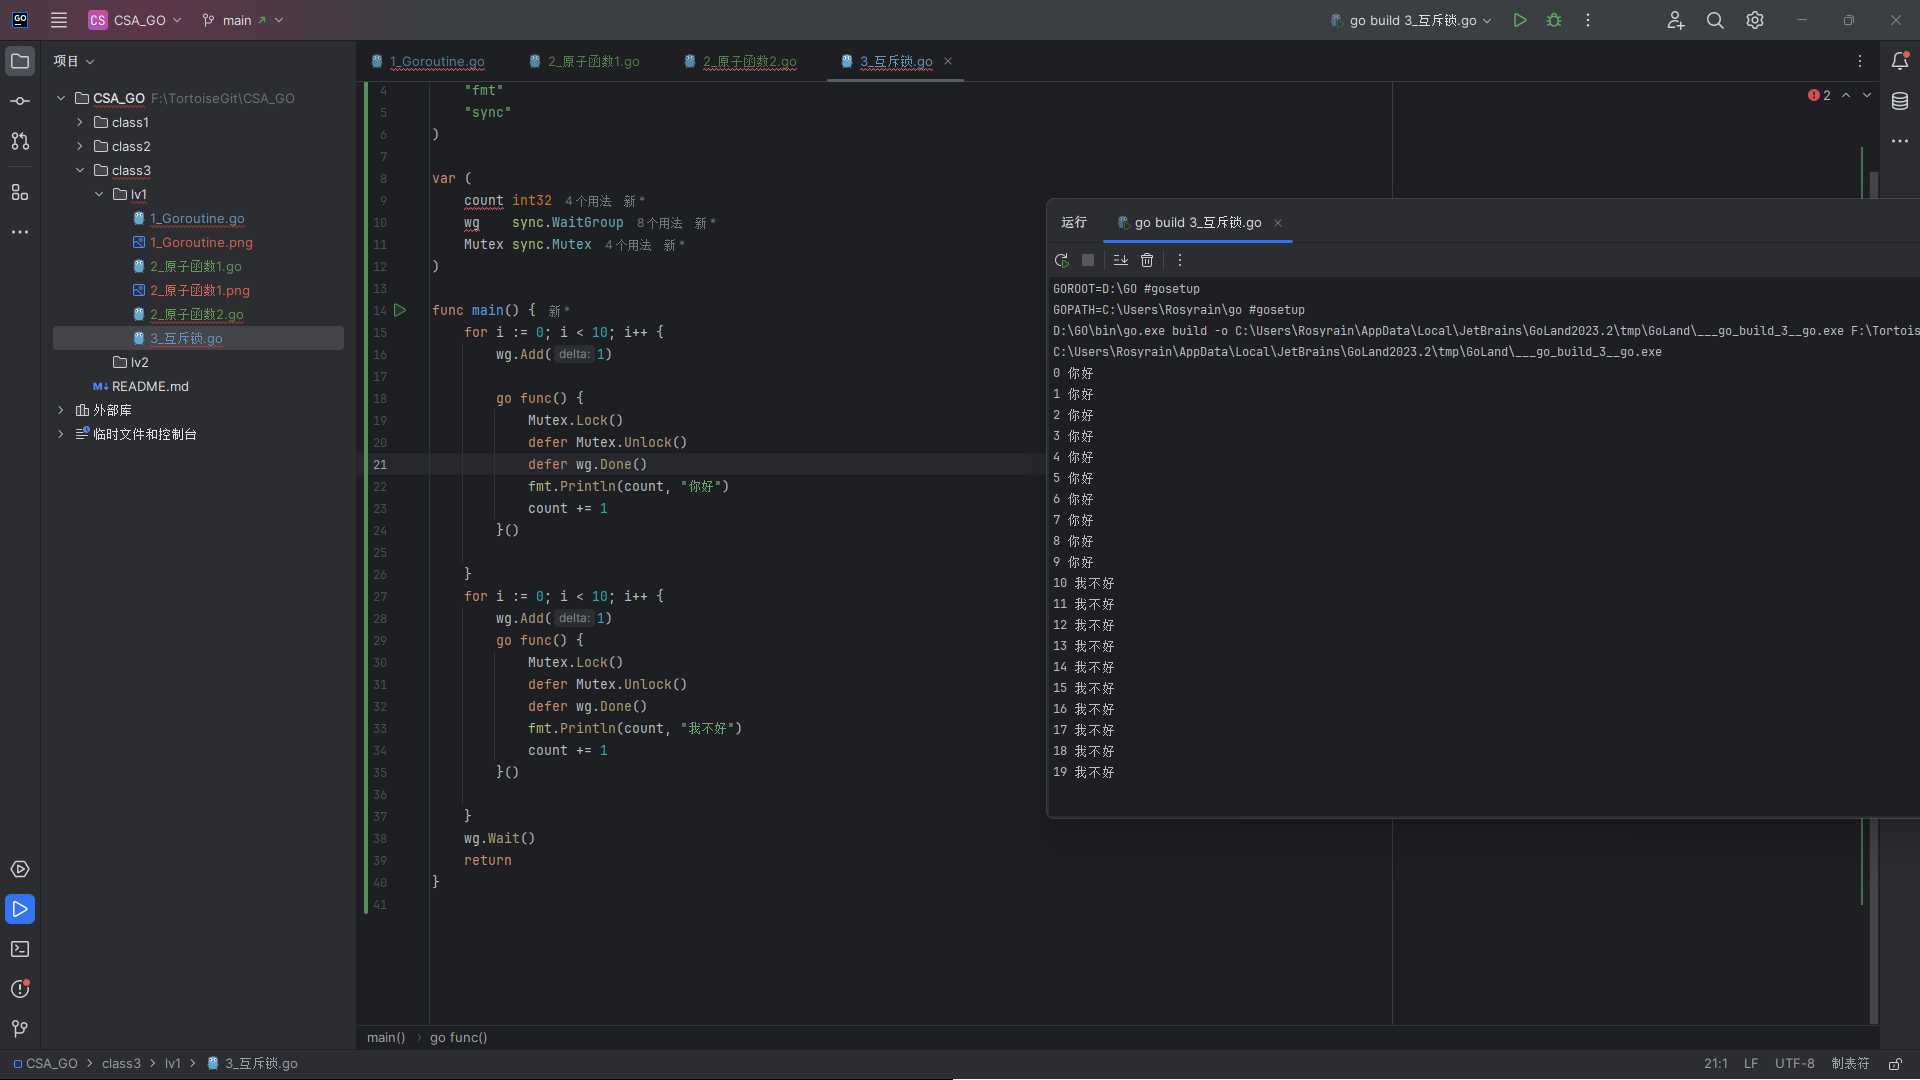 GO CS CSA_GO main go build 3_互斥锁.go
项目 1_Goroutine.go 2_原子函数1.go 2_原子函数2.go 3_互斥锁.go
CSA_GO F:\TortoiseGit\CSA_GO
class1
class2
class3
lv1
1_Goroutine.go
1_Goroutine.png
2_原子函数1.go
2_原子函数1.png
2_原子函数2.go
3_互斥锁.go
lv2
M↓ README.md
外部库
临时文件和控制台
2
4 "fmt"
5 "sync"
6 )
7
8 var (
9 count int32 4个用法 新 *
10 wg sync.WaitGroup 8个用法 新 *
11 Mutex sync.Mutex 4个用法 新 *
12 )
13
14 func main() { 新 *
15 for i := 0; i < 10; i++ {
16 wg.Add( delta: 1)
17
18 go func() {
19 Mutex.Lock()
20 defer Mutex.Unlock()
21 defer wg.Done()
22 fmt.Println(count, "你好")
23 count += 1
24 }()
25
26 }
27 for i := 0; i < 10; i++ {
28 wg.Add( delta: 1)
29 go func() {
30 Mutex.Lock()
31 defer Mutex.Unlock()
32 defer wg.Done()
33 fmt.Println(count, "我不好")
34 count += 1
35 }()
36
37 }
38 wg.Wait()
39 return
40 }
41
运行 go build 3_互斥锁.go
GOROOT=D:\GO #gosetup
GOPATH=C:\Users\Rosyrain\go #gosetup
D:\GO\bin\go.exe build -o C:\Users\Rosyrain\AppData\Local\JetBrains\GoLand2023.2\tmp\GoLand\___go_build_3__go.exe F:\Tortois
C:\Users\Rosyrain\AppData\Local\JetBrains\GoLand2023.2\tmp\GoLand\___go_build_3__go.exe
0 你好
1 你好
2 你好
3 你好
4 你好
5 你好
6 你好
7 你好
8 你好
9 你好
10 我不好
11 我不好
12 我不好
13 我不好
14 我不好
15 我不好
16 我不好
17 我不好
18 我不好
19 我不好
main() › go func()
CSA_GO > class3 > lv1 > 3_互斥锁.go 21:1 LF UTF-8 制表符